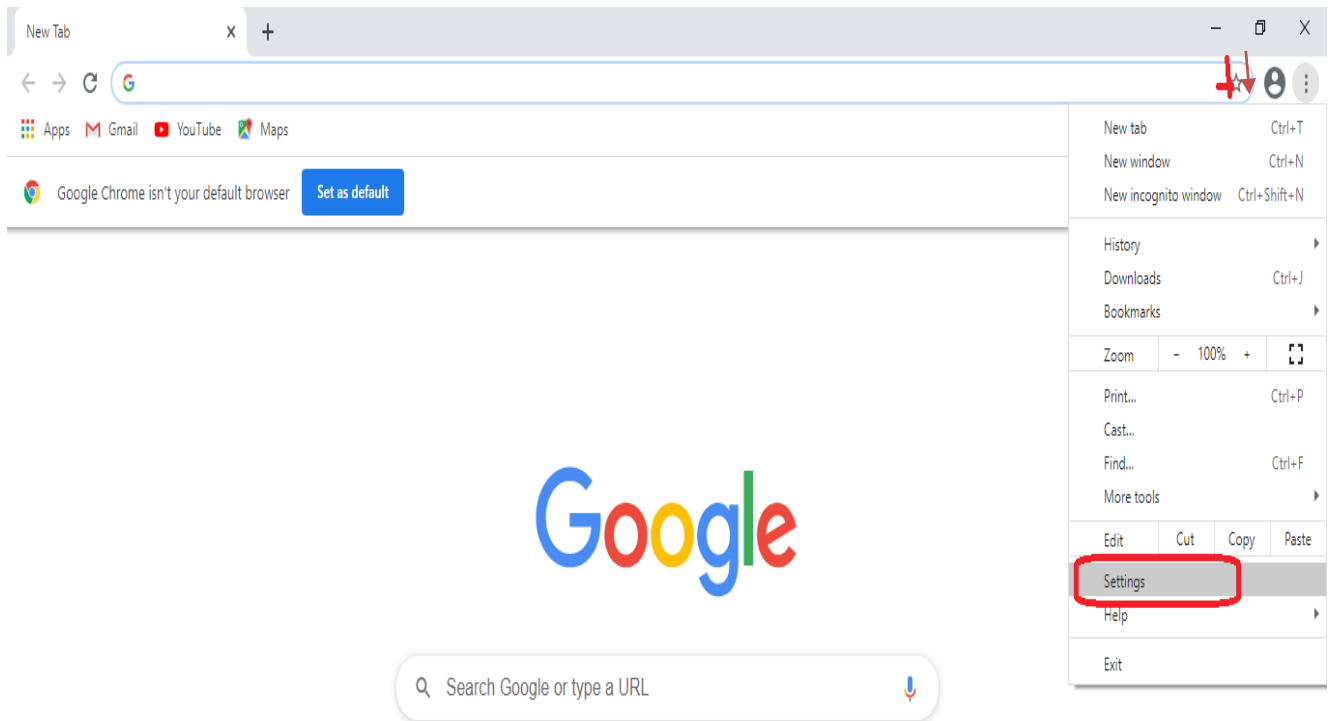 New Tab
Apps Gmail YouTube Maps
Google Chrome isn't your default browser Set as default
New tab Ctrl+T
New window Ctrl+N
New incognito window Ctrl+Shift+N
History
Downloads Ctrl+J
Bookmarks
Zoom - 100% +
Print... Ctrl+P
Cast...
Find... Ctrl+F
More tools
Edit Cut Copy Paste
Settings
Help
Exit
Google
Search Google or type a URL